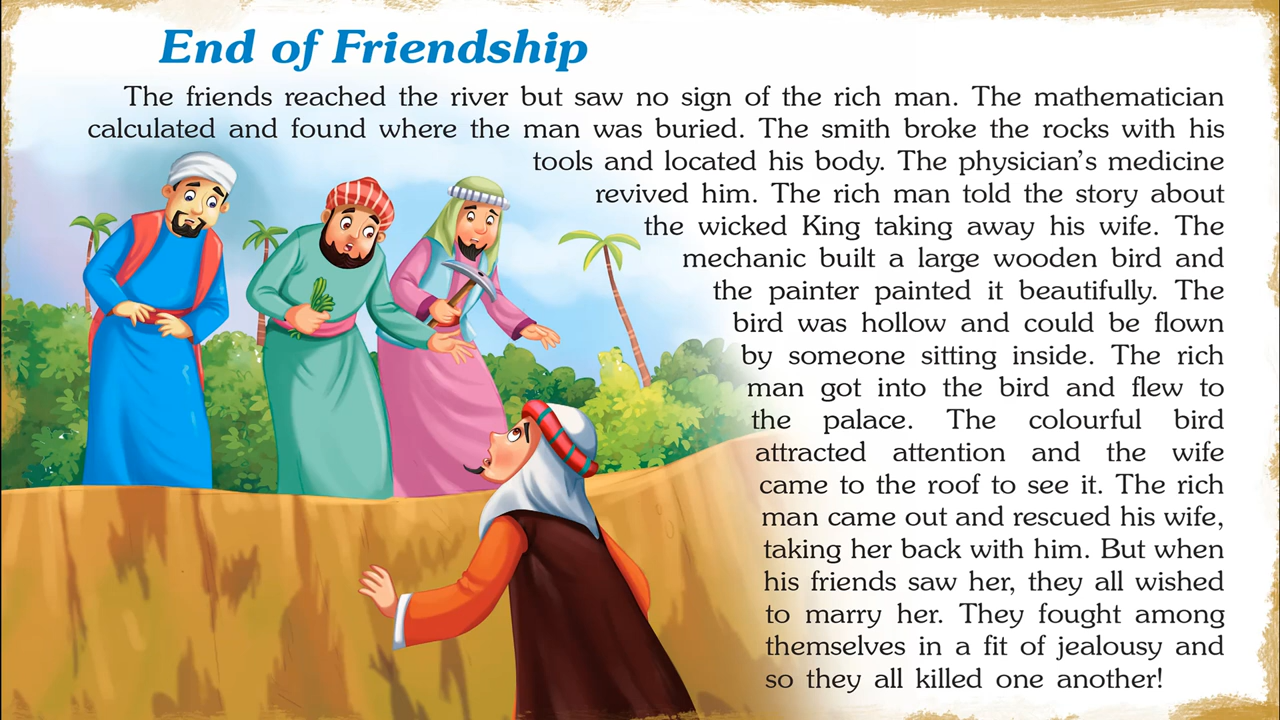 End of Friendship
The friends reached the river but saw no sign of the rich man. The mathematician
calculated and found where the man was buried. The smith broke the rocks with his
tools and located his body. The physician's medicine
revived him. The rich man told the story about
the wicked King taking away his wife. The
mechanic built a large wooden bird and
the painter painted it beautifully. The
bird was hollow and could be flown
by someone sitting inside. The rich
man got into the bird and flew to
the palace. The colourful bird
attracted attention and the wife
came to the roof to see it. The rich
man came out and rescued his wife,
taking her back with him. But when
his friends saw her, they all wished
to marry her. They fought among
themselves in a fit of jealousy and
so they all killed one another!